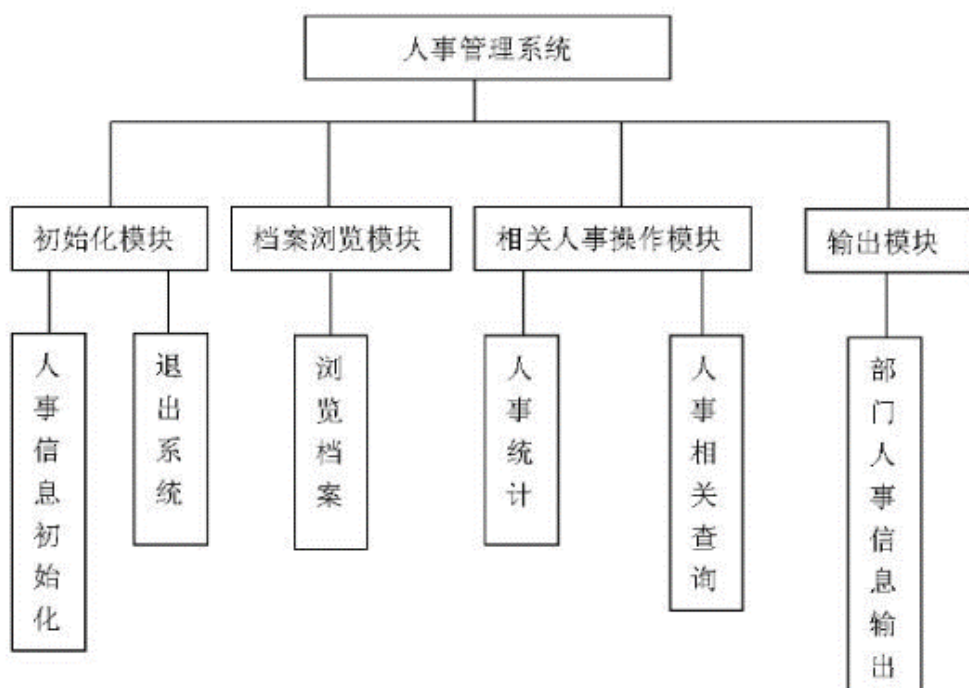 人事管理系统
初始化模块
档案浏览模块
相关人事操作模块
输出模块
人事信息初始化
退出系统
浏览档案
人事统计
人事相关查询
部门人事信息输出